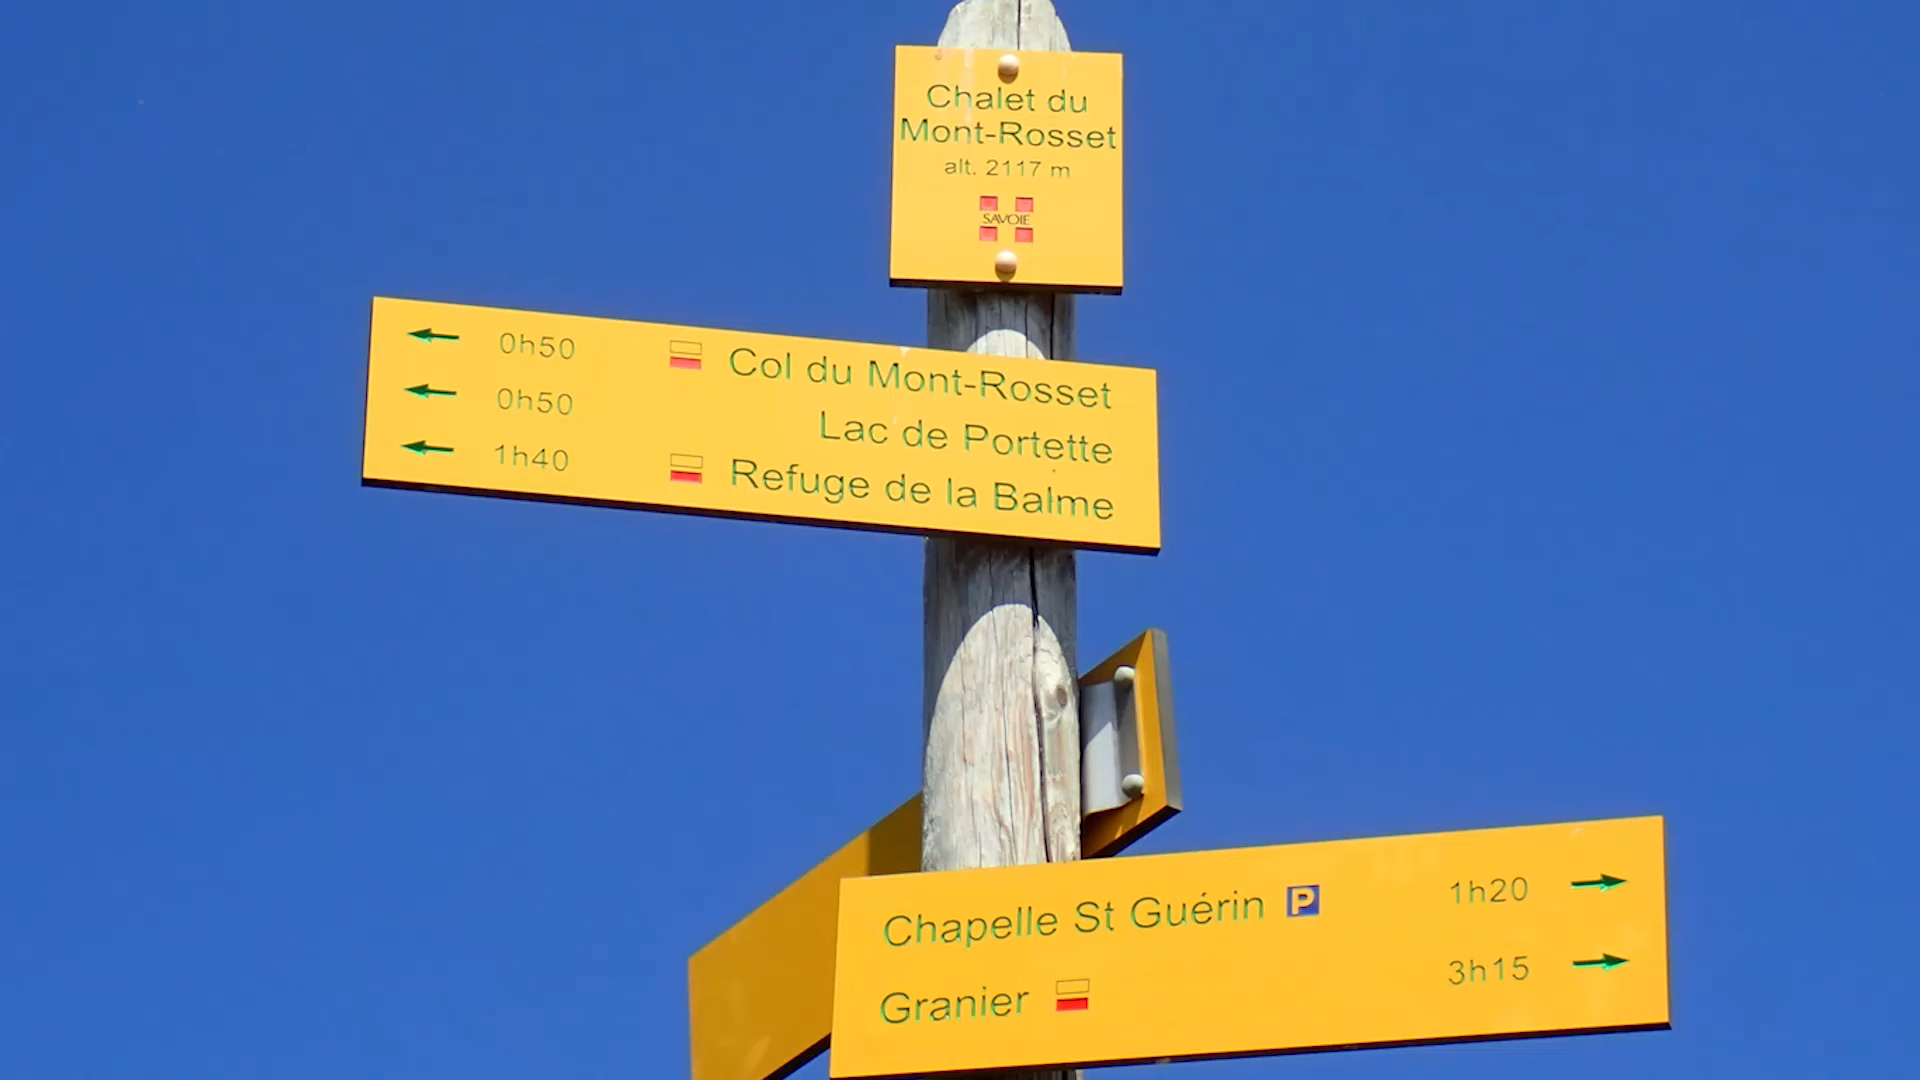 Chalet du
Mont-Rosset
alt. 2117 m
SAVOIE
0h50 Col du Mont-Rosset
0h50 Lac de Portette
1h40 Refuge de la Balme
Chapelle St Guérin P 1h20
Granier 3h15